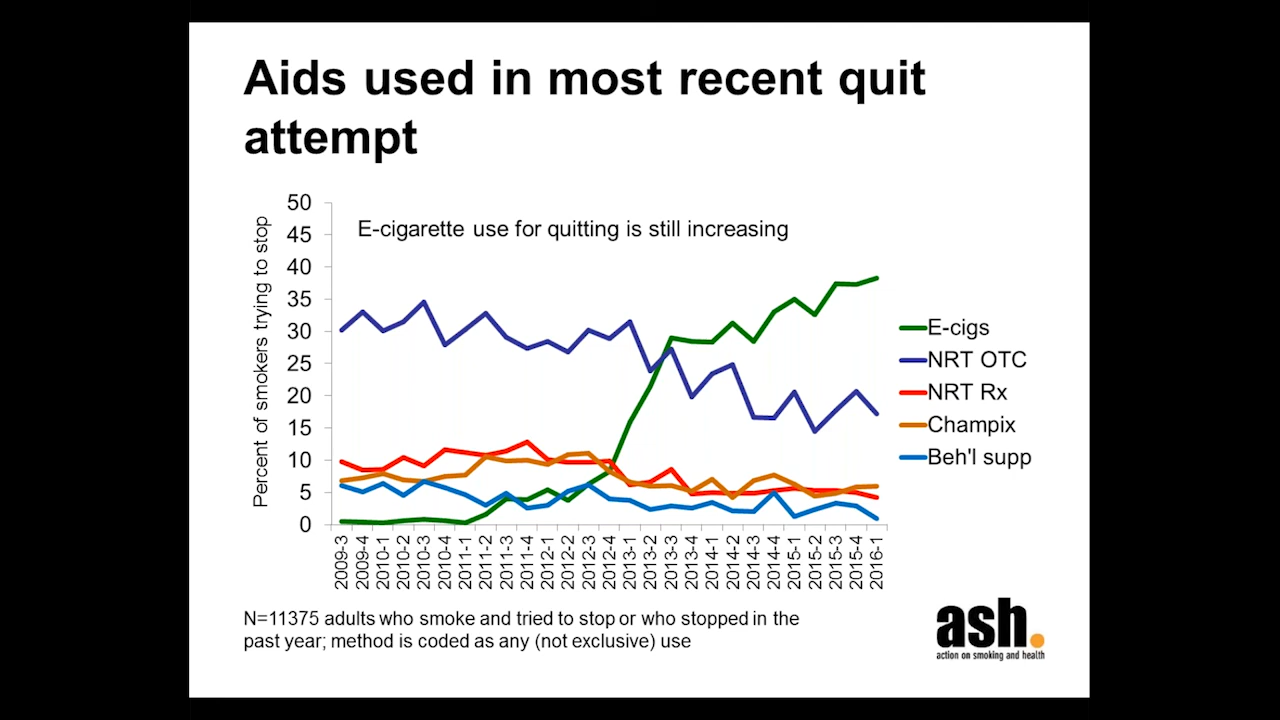 Aids used in most recent quit
attempt
Percent of smokers trying to stop
50
45
40
35
30
25
20
15
10
5
0
E-cigarette use for quitting is still increasing
2009-3
2009-4
2010-1
2010-2
2010-3
2010-4
2011-1
2011-2
2011-3
2011-4
2012-1
2012-2
2012-3
2013-1
2013-2
2013-3
2013-4
2014-1
2014-2
2014-3
2014-4
2015-1
2015-2
2015-3
2015-4
2016-1
E-cigs
NRT OTC
NRT Rx
Champix
Beh'l supp
N=11375 adults who smoke and tried to stop or who stopped in the
past year; method is coded as any (not exclusive) use
ash.
action on smoking and health